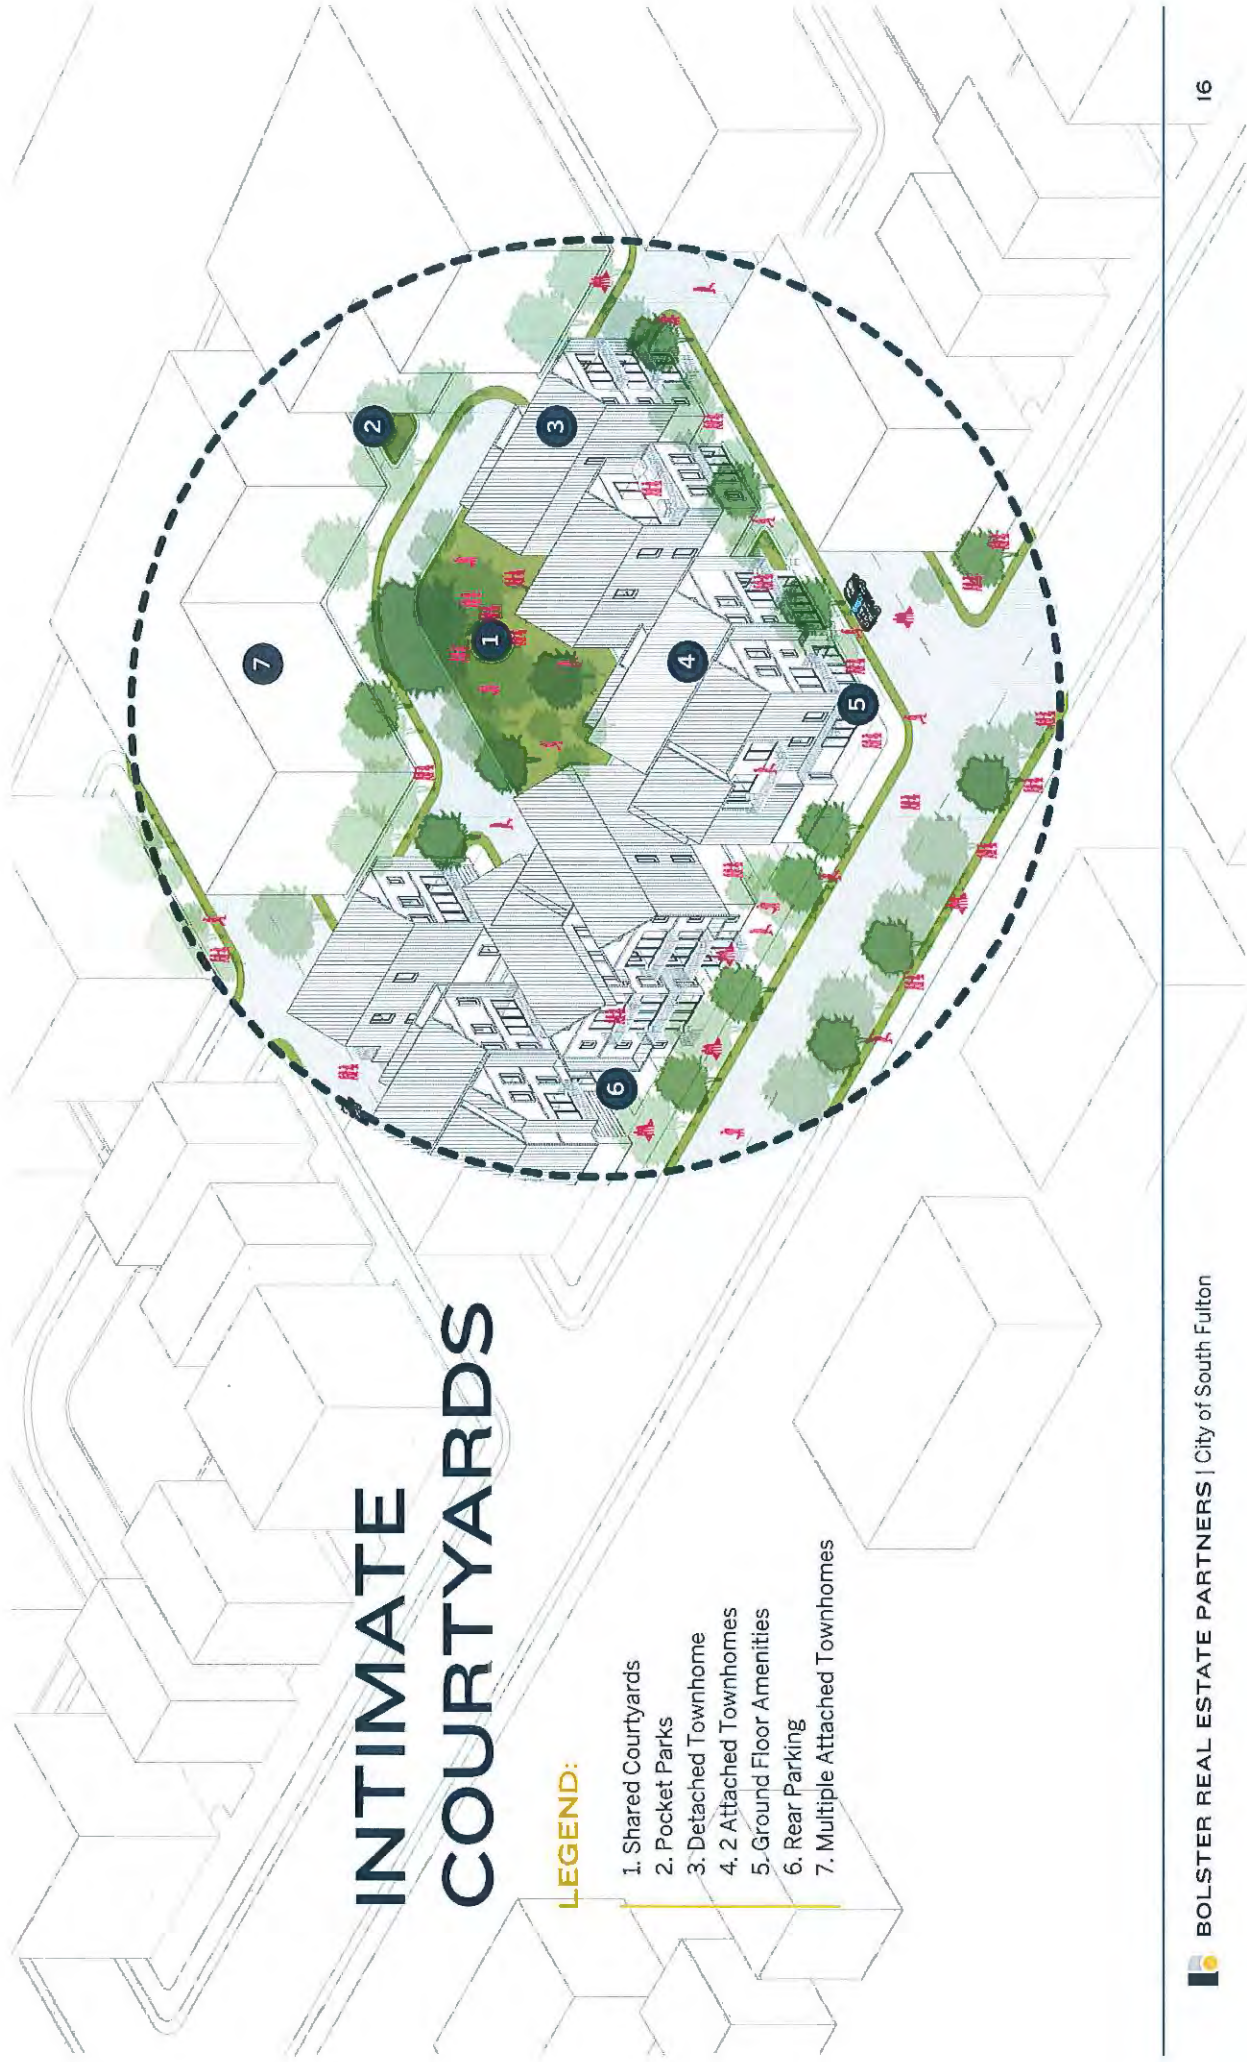 INTIMATE
COURTYARDS
LEGEND:
1. Shared Courtyards
2. Pocket Parks
3. Detached Townhome
4. 2 Attached Townhomes
5. Ground Floor Amenities
6. Rear Parking
7. Multiple Attached Townhomes
1
2
3
4
5
6
7
BOLSTER REAL ESTATE PARTNERS | City of South Fulton
16